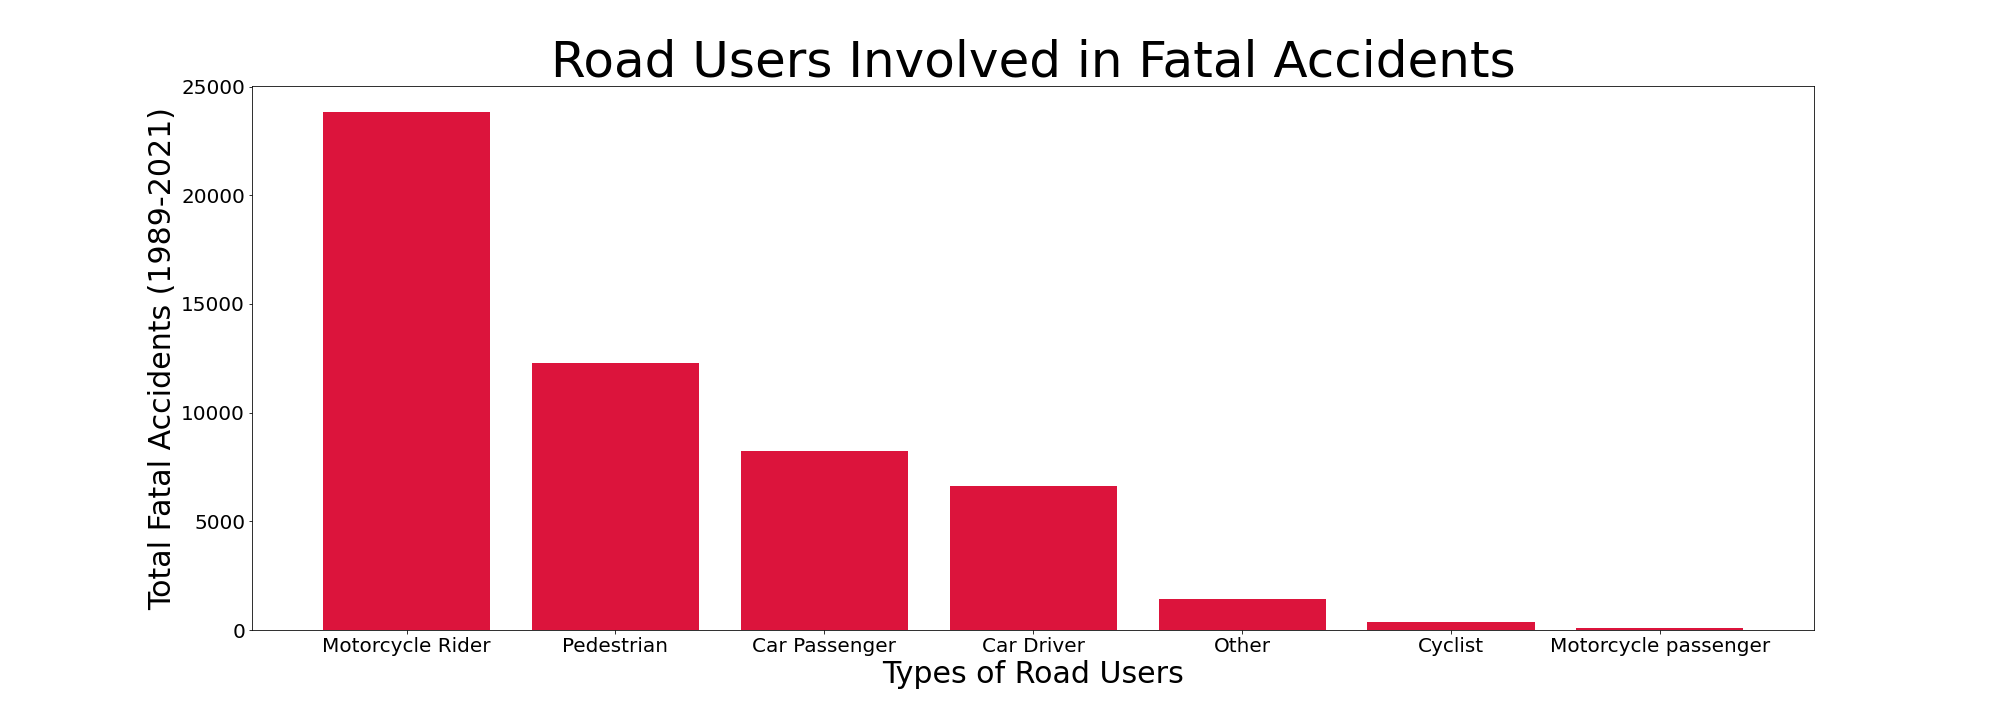 Road Users Involved in Fatal Accidents
Total Fatal Accidents (1989-2021)
25000
20000
15000
10000
5000
0
Motorcycle Rider
Pedestrian
Car Passenger
Car Driver
Other
Cyclist
Motorcycle passenger
Types of Road Users